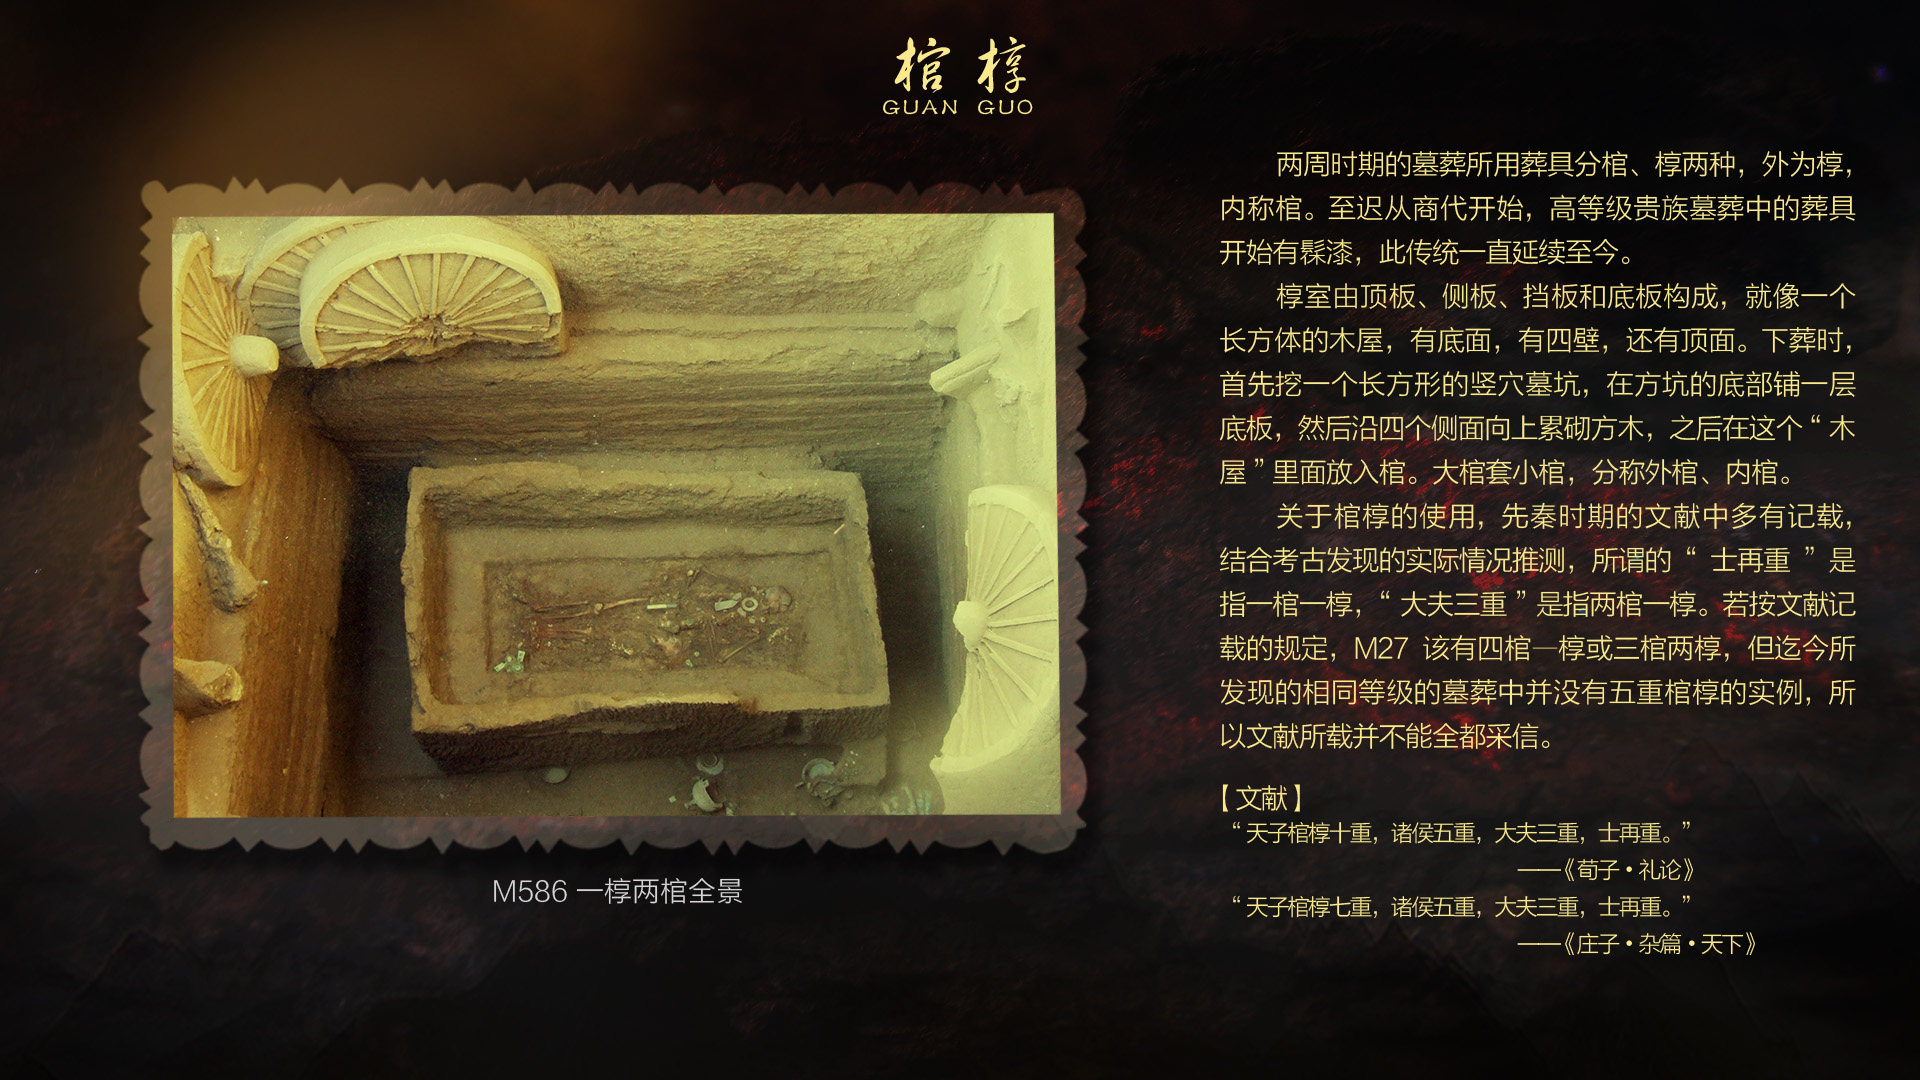 棺 椁
GUAN GUO
两周时期的墓葬所用葬具分棺、椁两种，外为椁，
内称棺。至迟从商代开始，高等级贵族墓葬中的葬具
开始有髹漆，此传统一直延续至今。
椁室由顶板、侧板、挡板和底板构成，就像一个
长方体的木屋，有底面，有四壁，还有顶面。下葬时，
首先挖一个长方形的竖穴墓坑，在方坑的底部铺一层
底板，然后沿四个侧面向上累砌方木，之后在这个“木
屋”里面放入棺。大棺套小棺，分称外棺、内棺。
关于棺椁的使用，先秦时期的文献中多有记载，
结合考古发现的实际情况推测，所谓的“士再重”是
指一棺一椁，“大夫三重”是指两棺一椁。若按文献记
载的规定，M27 该有四棺一椁或三棺两椁，但迄今所
发现的相同等级的墓葬中并没有五重棺椁的实例，所
以文献所载并不能全都采信。
【文献】
“天子棺椁十重，诸侯五重，大夫三重，士再重。”
——《荀子·礼论》
“天子棺椁七重，诸侯五重，大夫三重，士再重。”
——《庄子·杂篇·天下》
M586 一椁两棺全景